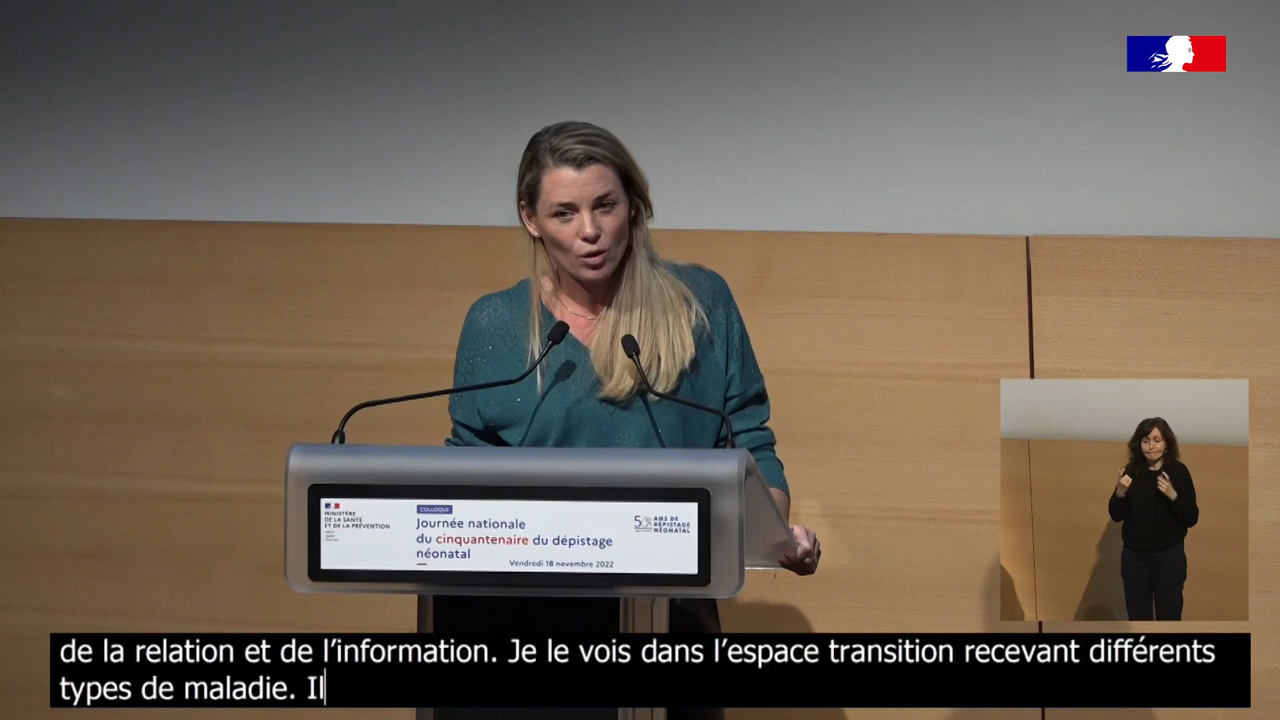 MINISTÈRE
DE LA SANTÉ
ET DE LA PRÉVENTION
COLLOQUE
Journée nationale
du cinquantenaire du dépistage
néonatal
Vendredi 18 novembre 2022
50 ANS DE
DÉPISTAGE
NÉONATAL
de la relation et de l'information. Je le vois dans l'espace transition recevant différents
types de maladie. Il